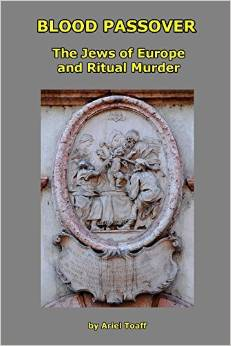 BLOOD PASSOVER
The Jews of Europe
and Ritual Murder
by Ariel Toaff